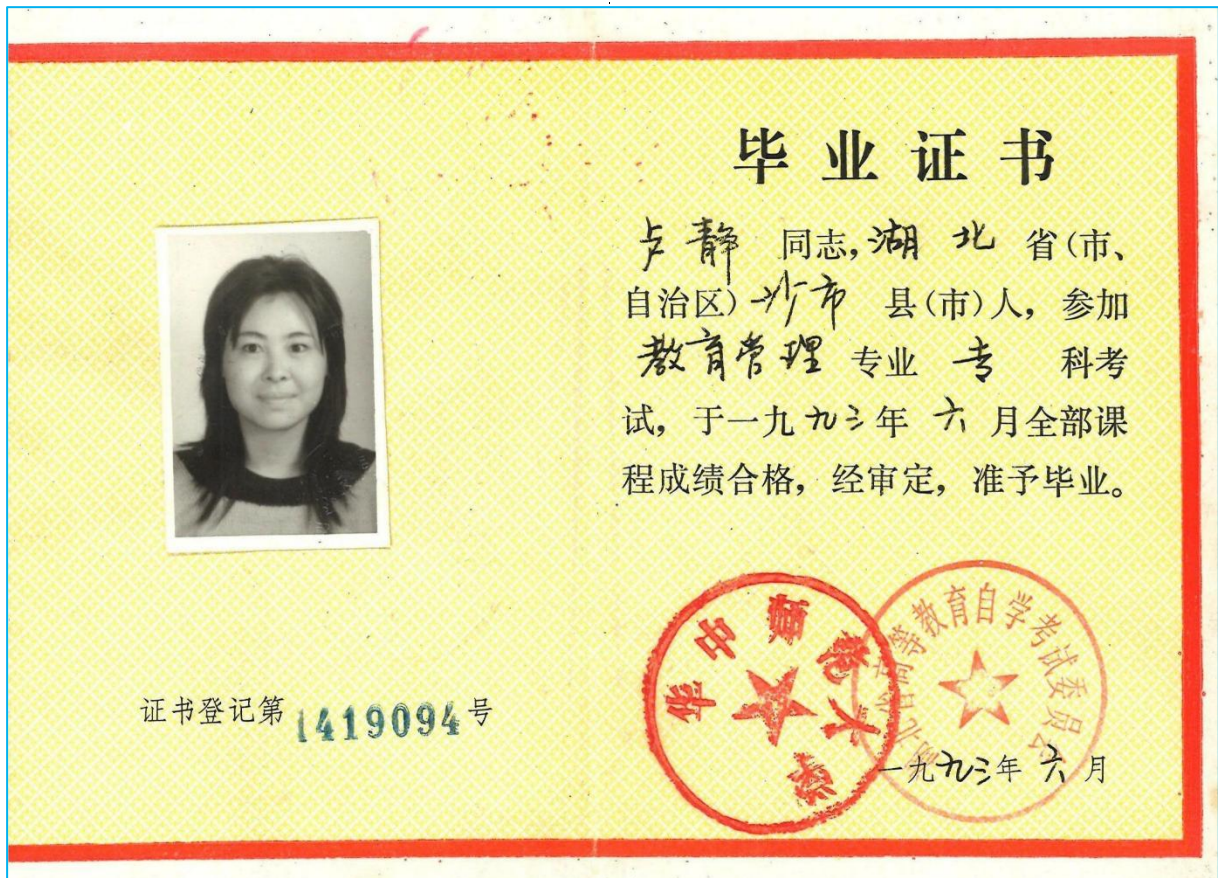 毕业证书
卢静 同志，湖北 省（市、
自治区）沙市 县（市）人，参加
教育管理 专业 专 科考
试，于一九九三年 六 月全部课
程成绩合格，经审定，准予毕业。
华中师范大学
湖北省高等教育自学考试委员会
一九九三年六月
证书登记第1419094号